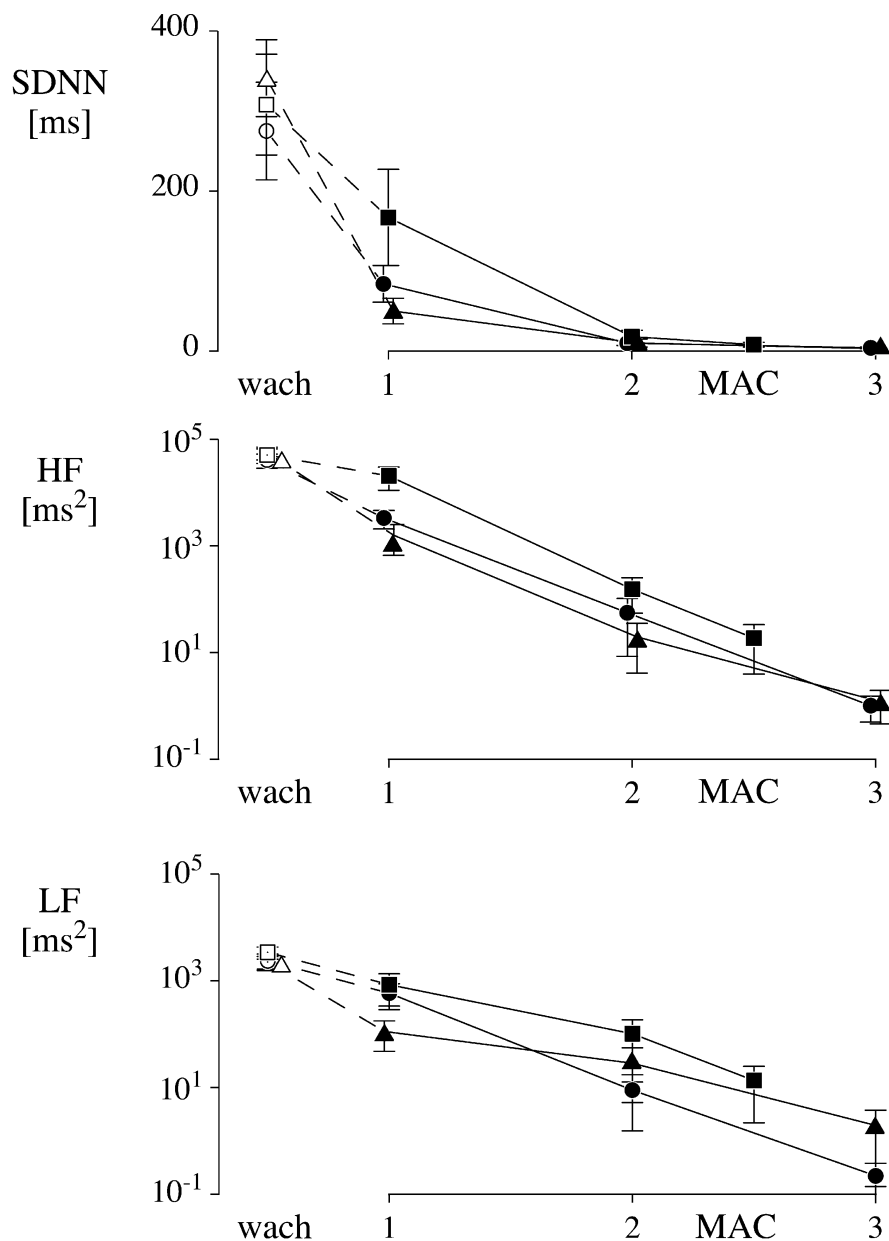 400
SDNN
[ms]
200
0
wach 1 2 MAC 3
10^5
HF
[ms^2]
10^3
10^1
10^-1
wach 1 2 MAC 3
10^5
LF
[ms^2]
10^3
10^1
10^-1
wach 1 2 MAC 3